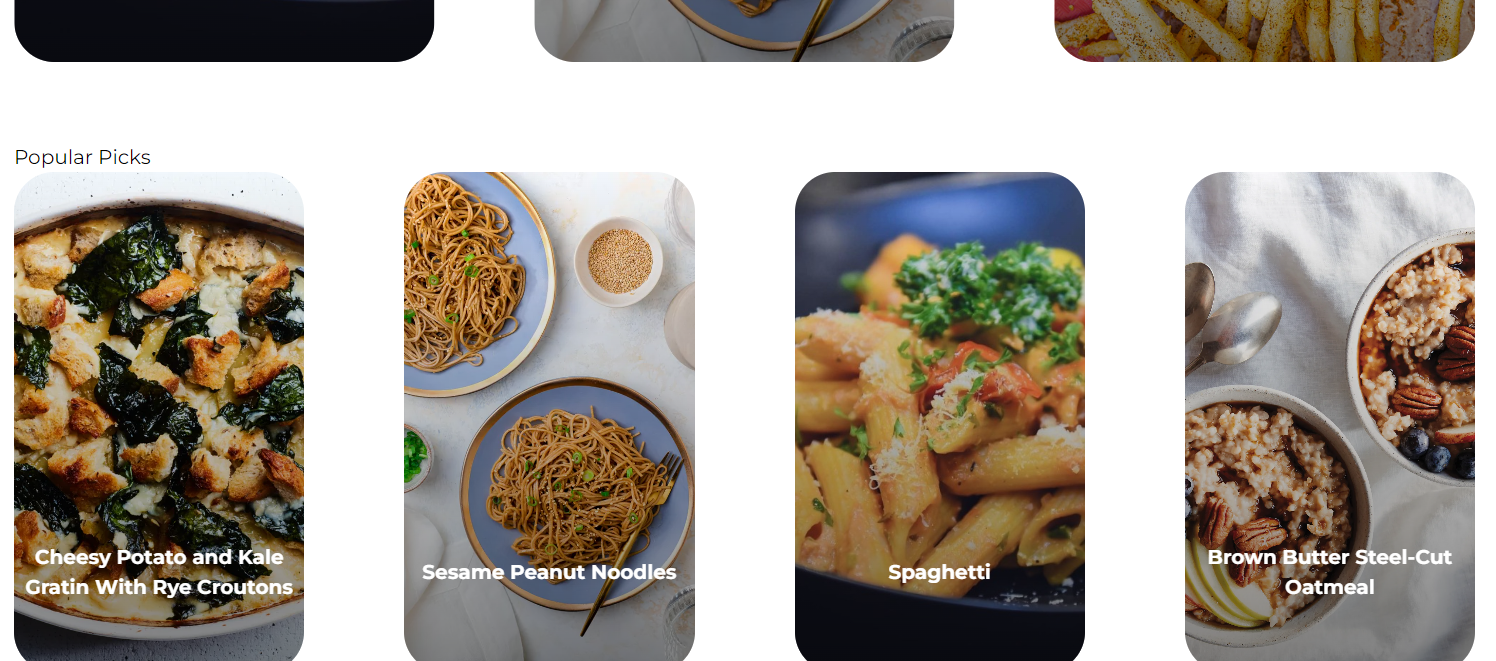 Popular Picks
Cheesy Potato and Kale
Gratin With Rye Croutons
Sesame Peanut Noodles
Spaghetti
Brown Butter Steel-Cut
Oatmeal